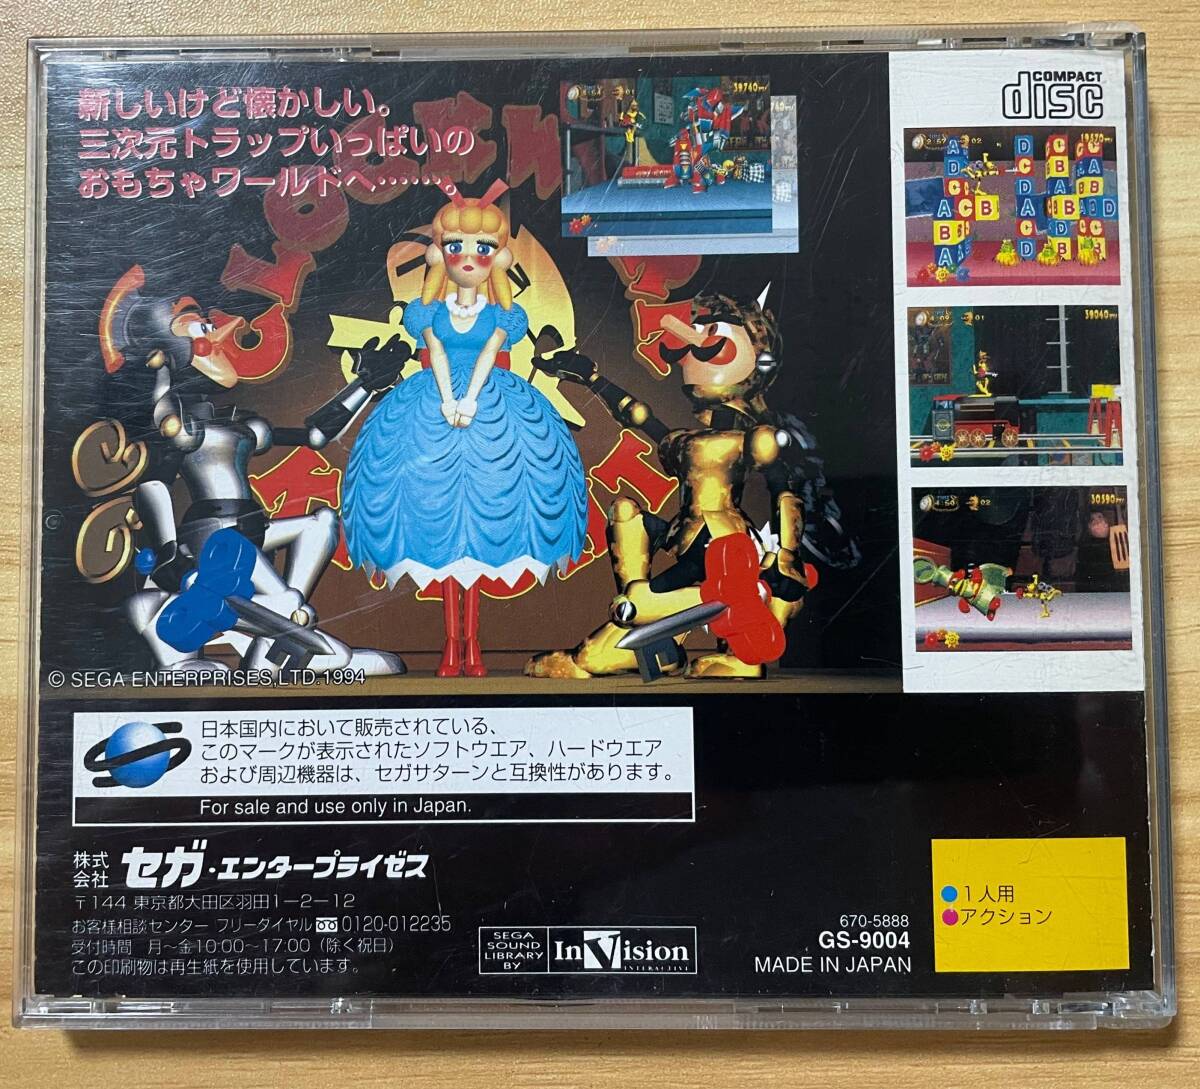 新しいけど懐かしい。
三次元トラップいっぱいの
おもちゃワールドへ……。
COMPACT
disc
© SEGA ENTERPRISES,LTD.1994
日本国内において販売されている、
このマークが表示されたソフトウエア、ハードウエア
および周辺機器は、セガサターンと互換性があります。
For sale and use only in Japan.
株式会社 セガ・エンタープライゼス
〒144 東京都大田区羽田1-2-12
お客様相談センター フリーダイヤル 0120-012235
受付時間 月～金10:00～17:00（除く祝日）
この印刷物は再生紙を使用しています。
SEGA SOUND LIBRARY BY
InVision
INTERACTIVE
670-5888
GS-9004
MADE IN JAPAN
1人用
アクション